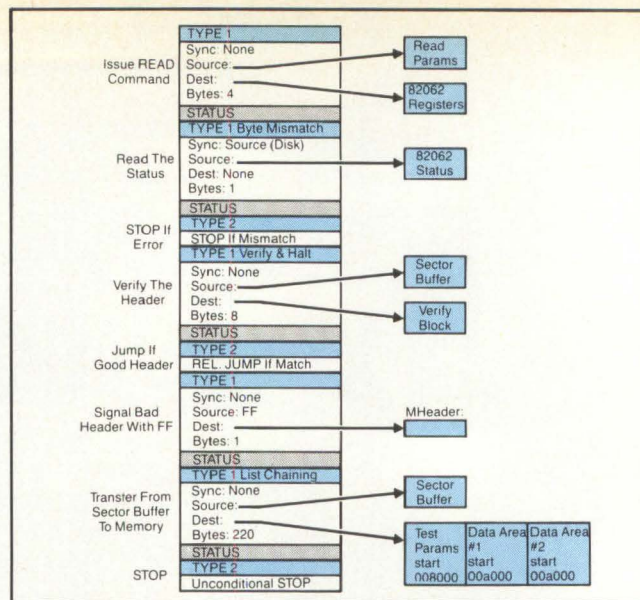 TYPE 1
Issue READ
Command
Sync: None
Source:
Dest:
Bytes: 4
Read
Params
82062
Registers
STATUS
TYPE 1 Byte Mismatch
Read The
Status
Sync: Source (Disk)
Source:
Dest: None
Bytes: 1
82062
Status
STATUS
STOP If
Error
TYPE 2
STOP If Mismatch
TYPE 1 Verify & Halt
Verify The
Header
Sync: None
Source:
Dest:
Bytes: 8
Sector
Buffer
Verify
Block
STATUS
Jump If
Good Header
TYPE 2
REL. JUMP If Match
TYPE 1
Signal Bad
Header With FF
Sync: None
Source: FF
Dest:
Bytes: 1
MHeader:
STATUS
TYPE 1 List Chaining
Transfer From
Sector Buffer
To Memory
Sync: None
Source:
Dest:
Bytes: 220
Sector
Buffer
Test
Params
start
008000
Data Area
#1
start
00a000
Data Area
#2
start
00a000
STATUS
STOP
TYPE 2
Unconditional STOP